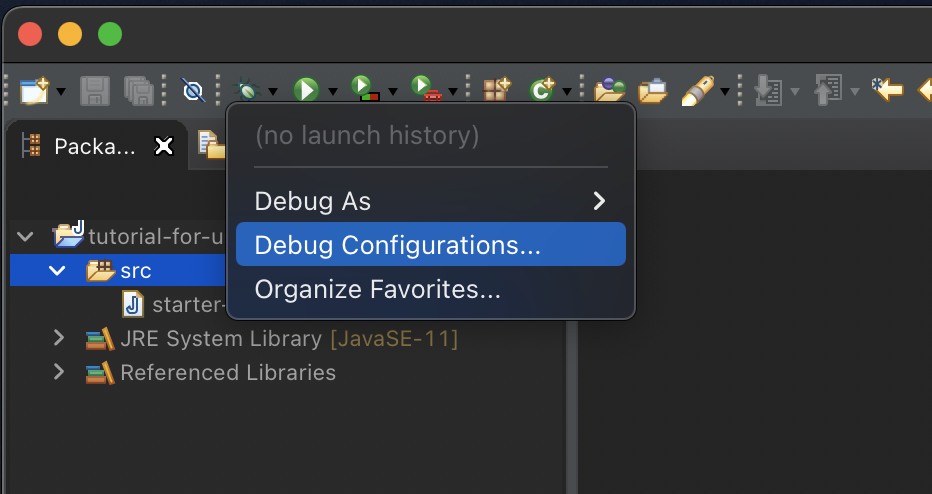 (no launch history)
Packa...
Debug As
tutorial-for-u
Debug Configurations...
src
Organize Favorites...
starter-
JRE System Library [JavaSE-11]
Referenced Libraries